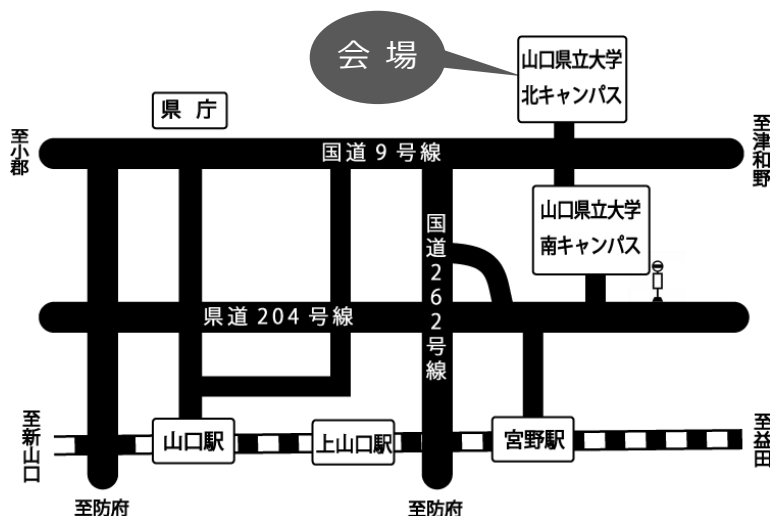 会場
山口県立大学
北キャンパス
県庁
至小郡
国道9号線
至津和野
山口県立大学
南キャンパス
国道262号線
県道204号線
至新山口
山口駅
上山口駅
宮野駅
至益田
至防府
至防府